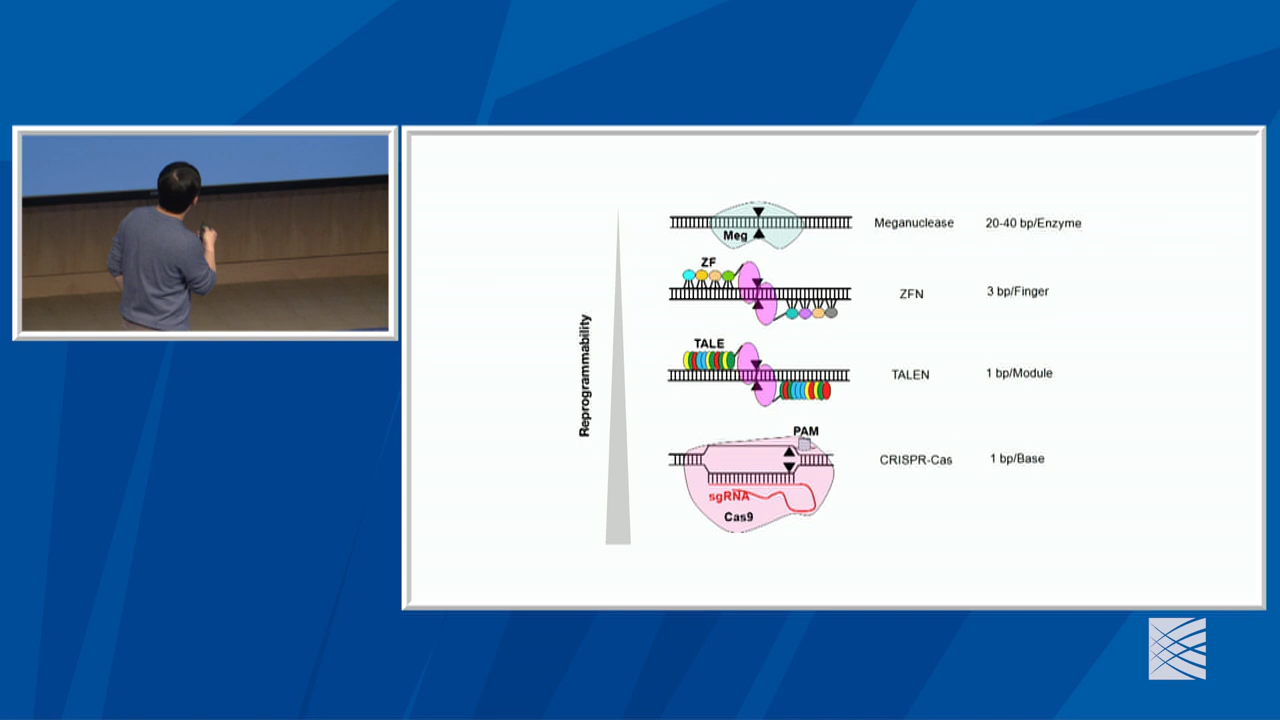 Meg
Meganuclease 20-40 bp/Enzyme
ZF
ZFN 3 bp/Finger
TALE
TALEN 1 bp/Module
Reprogrammability
PAM
CRISPR-Cas 1 bp/Base
sgRNA
Cas9